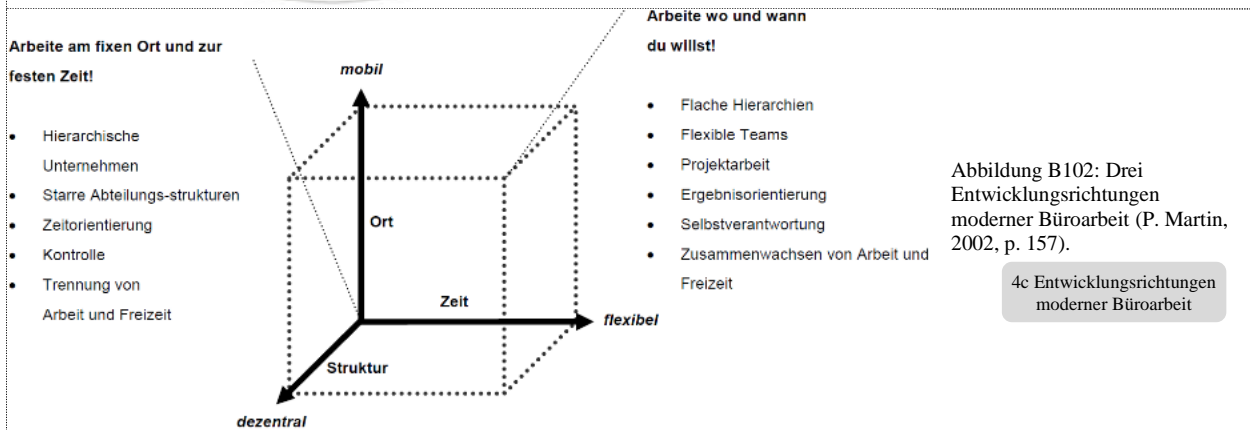 Arbeite am fixen Ort und zur
festen Zeit!
• Hierarchische
Unternehmen
• Starre Abteilungs-strukturen
• Zeitorientierung
• Kontrolle
• Trennung von
Arbeit und Freizeit
mobil
Ort
Zeit
flexibel
Struktur
dezentral
Arbeite wo und wann
du willst!
• Flache Hierarchien
• Flexible Teams
• Projektarbeit
• Ergebnisorientierung
• Selbstverantwortung
• Zusammenwachsen von Arbeit und
Freizeit
Abbildung B102: Drei
Entwicklungsrichtungen
moderner Büroarbeit (P. Martin,
2002, p. 157).
4c Entwicklungsrichtungen
moderner Büroarbeit